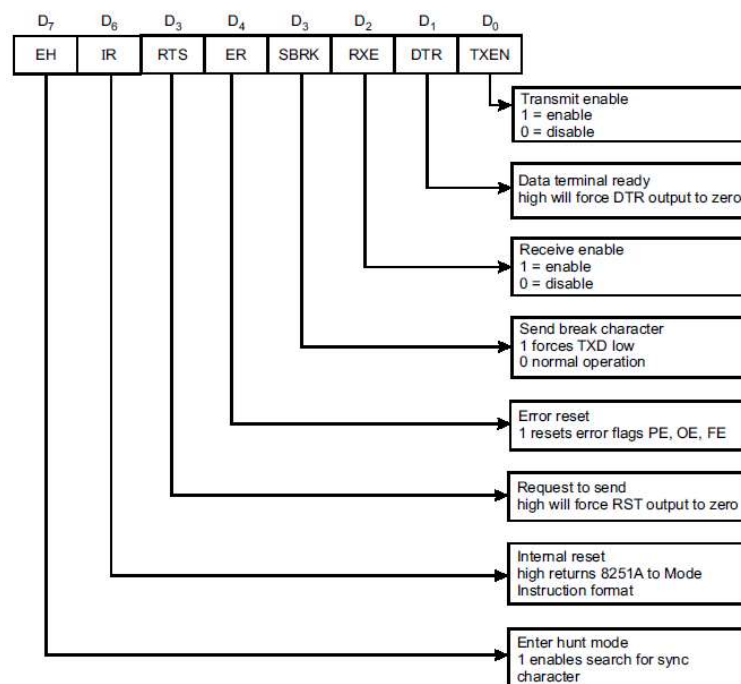 D7 D6 D3 D4 D3 D2 D1 D0
EH IR RTS ER SBRK RXE DTR TXEN
Transmit enable
1 = enable
0 = disable
Data terminal ready
high will force DTR output to zero
Receive enable
1 = enable
0 = disable
Send break character
1 forces TXD low
0 normal operation
Error reset
1 resets error flags PE, OE, FE
Request to send
high will force RST output to zero
Internal reset
high returns 8251A to Mode
Instruction format
Enter hunt mode
1 enables search for sync
character